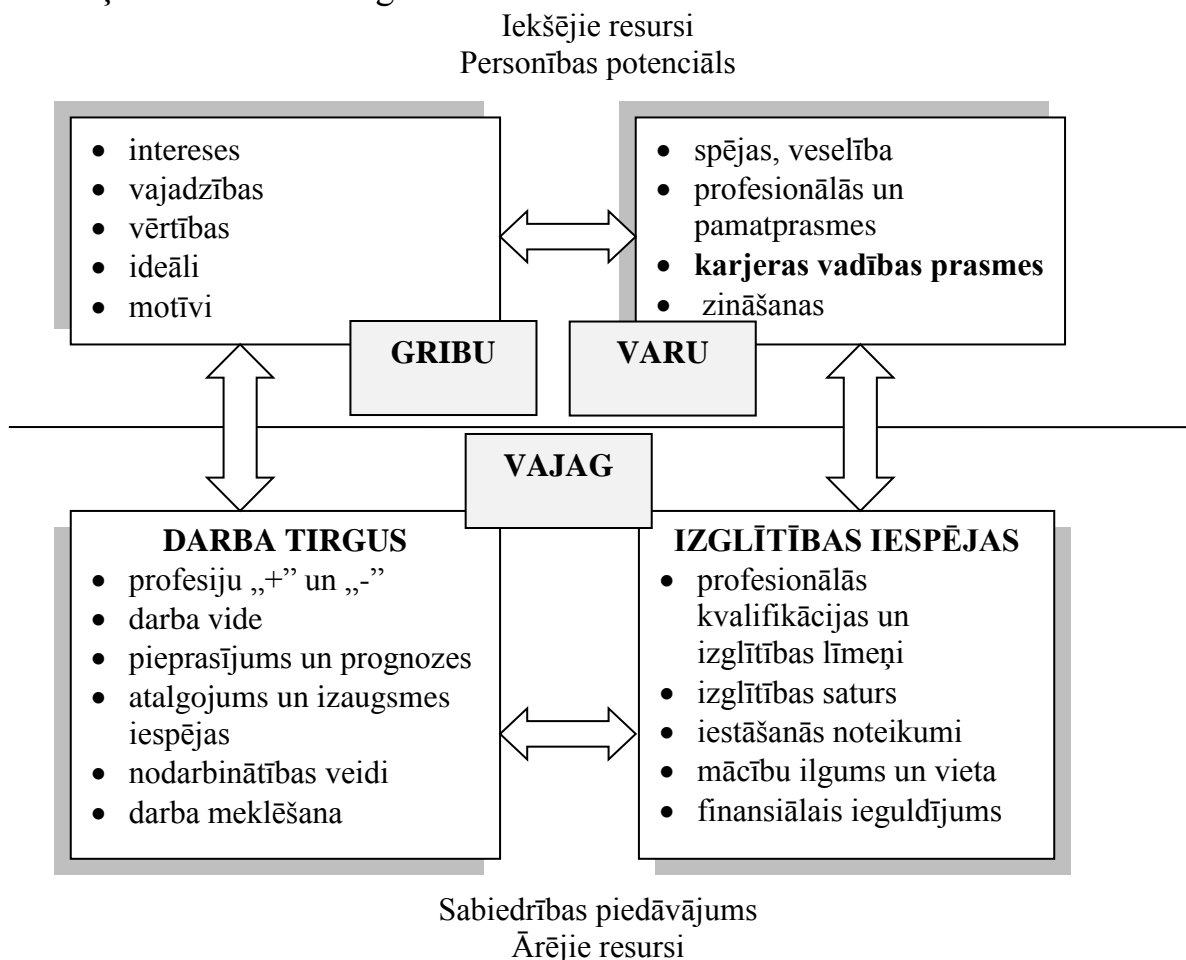 Iekšējie resursi
Personības potenciāls
• intereses
• vajadzības
• vērtības
• ideāli
• motīvi
GRIBU
• spējas, veselība
• profesionālās un
pamatprasmes
• karjeras vadības prasmes
• zināšanas
VARU
VAJAG
DARBA TIRGUS
• profesiju „+” un „-”
• darba vide
• pieprasījums un prognozes
• atalgojums un izaugsmes
iespējas
• nodarbinātības veidi
• darba meklēšana
IZGLĪTĪBAS IESPĒJAS
• profesionālās
kvalifikācijas un
izglītības līmeņi
• izglītības saturs
• iestāšanās noteikumi
• mācību ilgums un vieta
• finansiālais ieguldījums
Sabiedrības piedāvājums
Ārējie resursi